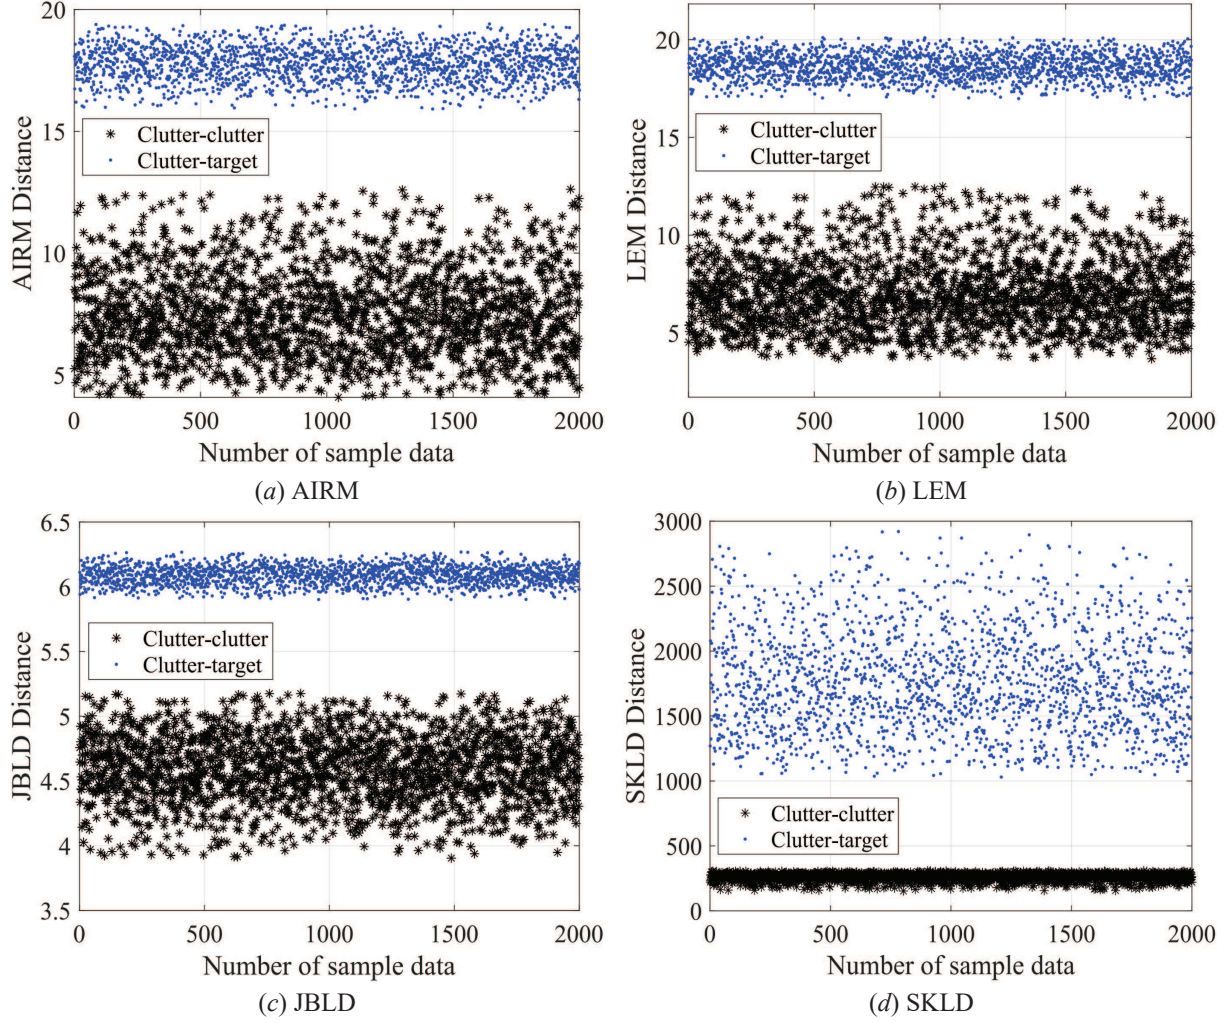 20
15
10
5
AIRM Distance
Clutter-clutter
Clutter-target
0 500 1000 1500 2000
Number of sample data
(a) AIRM
20
15
10
5
LEM Distance
Clutter-clutter
Clutter-target
0 500 1000 1500 2000
Number of sample data
(b) LEM
6.5
6
5.5
5
4.5
4
3.5
JBLD Distance
Clutter-clutter
Clutter-target
0 500 1000 1500 2000
Number of sample data
(c) JBLD
3000
2500
2000
1500
1000
500
0
SKLD Distance
Clutter-clutter
Clutter-target
0 500 1000 1500 2000
Number of sample data
(d) SKLD